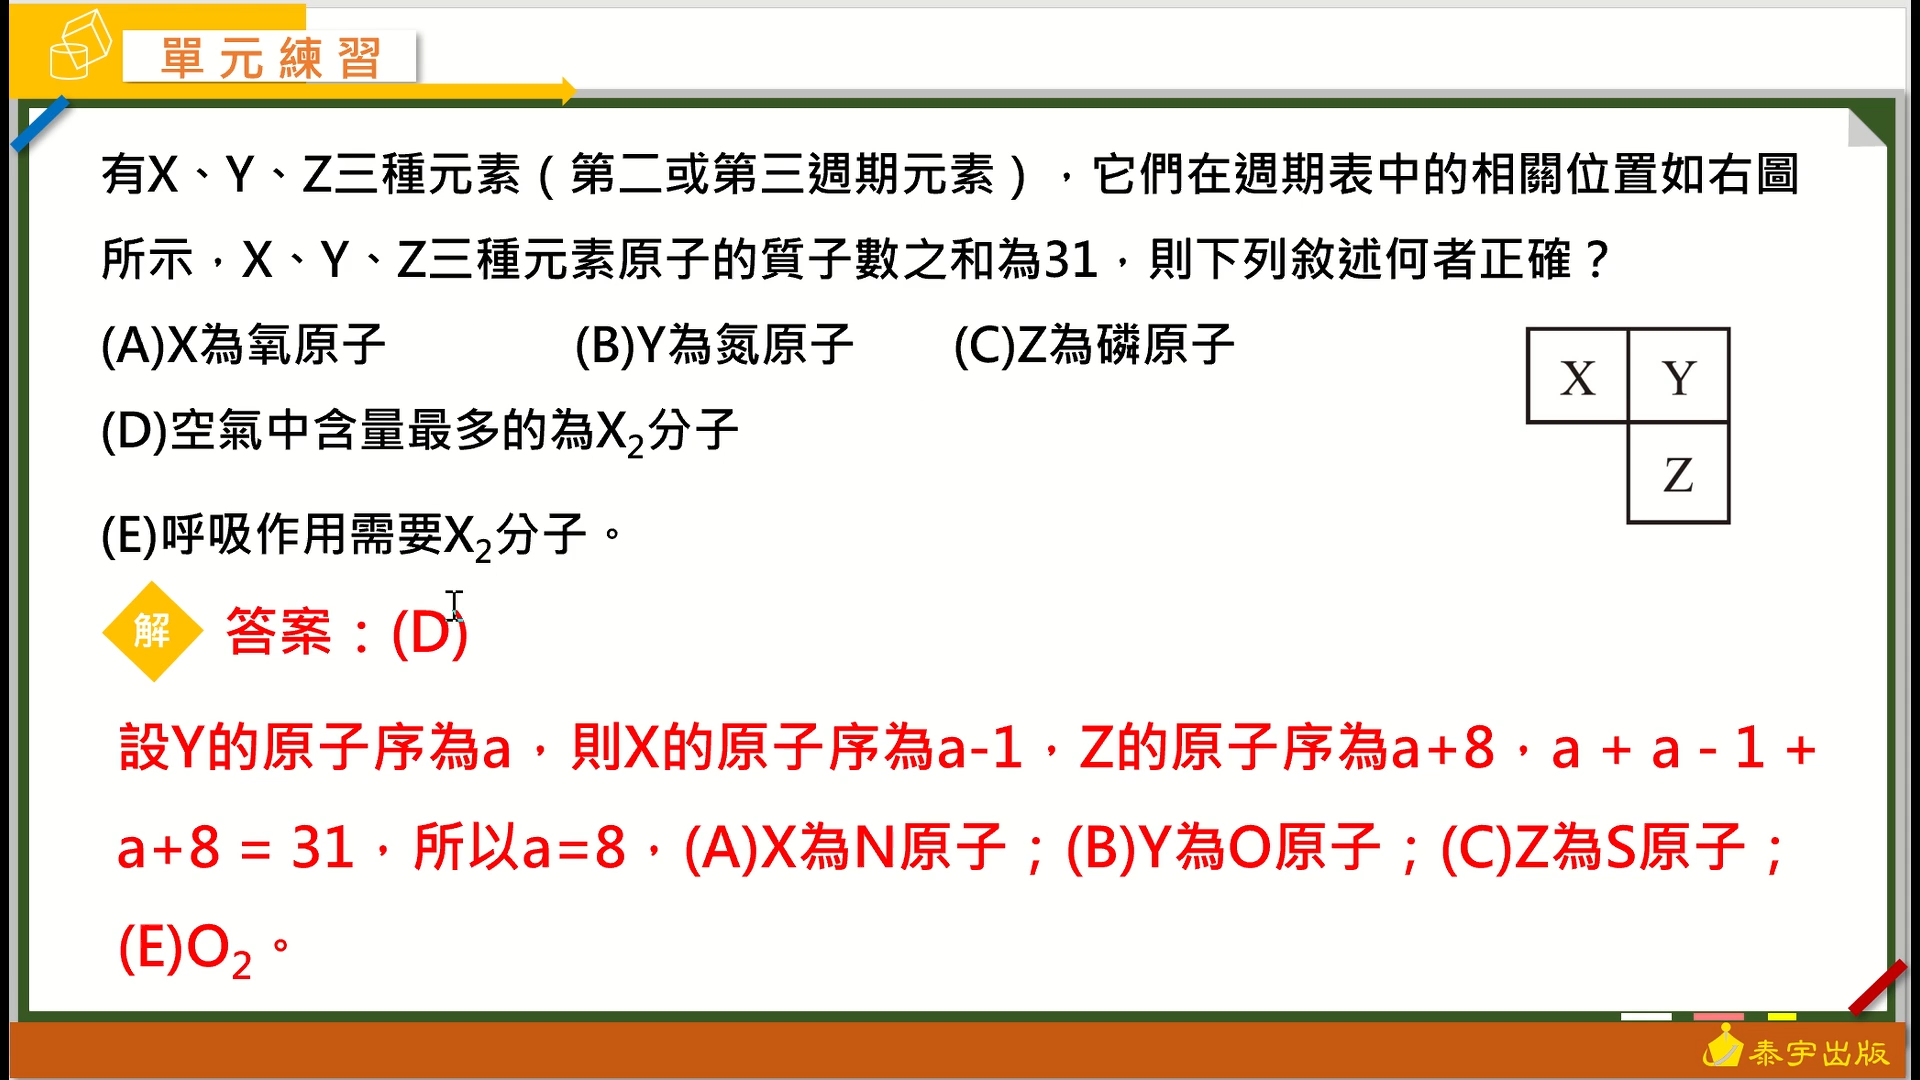 單元練習
有X、Y、Z三種元素（第二或第三週期元素），它們在週期表中的相關位置如右圖
所示，X、Y、Z三種元素原子的質子數之和為31，則下列敘述何者正確？
(A)X為氧原子 (B)Y為氮原子 (C)Z為磷原子
X Y
(D)空氣中含量最多的為X₂分子
Z
(E)呼吸作用需要X₂分子。
解 答案：(D)
設Y的原子序為a，則X的原子序為a-1，Z的原子序為a+8，a + a - 1 +
a+8 = 31，所以a=8，(A)X為N原子；(B)Y為O原子；(C)Z為S原子；
(E)O₂。
泰宇出版